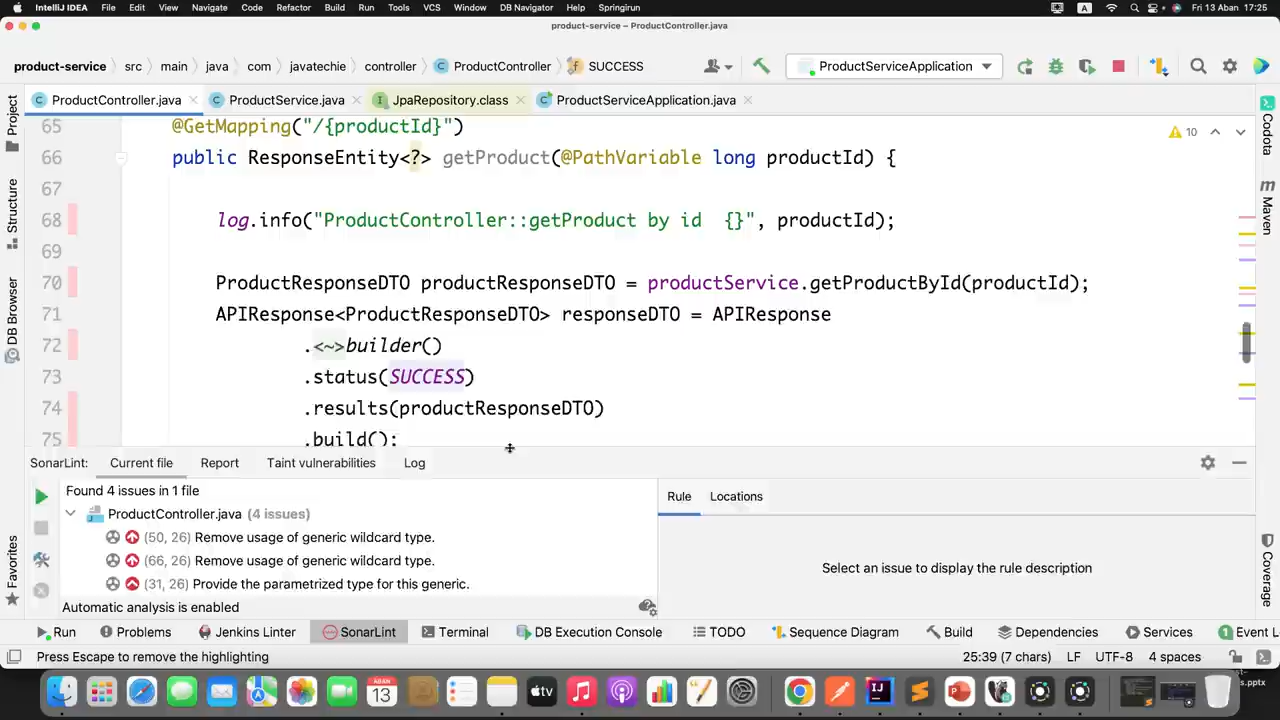 IntelliJ IDEA File Edit View Navigate Code Refactor Build Run Tools VCS Window DB Navigator Help Springirun
A Fri 13 Aban 17:25
product-service – ProductController.java
product-service src main java com javatechie controller ProductController SUCCESS
ProductServiceApplication
ProductController.java ProductService.java JpaRepository.class ProductServiceApplication.java
65 @GetMapping("/{productId}")
10
66 public ResponseEntity<?> getProduct(@PathVariable long productId) {
67
68 log.info("ProductController::getProduct by id  {}", productId);
69
70 ProductResponseDTO productResponseDTO = productService.getProductById(productId);
71 APIResponse<ProductResponseDTO> responseDTO = APIResponse
72 .<~>builder()
73 .status(SUCCESS)
74 .results(productResponseDTO)
75 .build();
Project
Structure
DB Browser
Favorites
Codota
Maven
Coverage
SonarLint: Current file Report Taint vulnerabilities Log
Found 4 issues in 1 file
Rule Locations
ProductController.java (4 issues)
(50, 26) Remove usage of generic wildcard type.
(66, 26) Remove usage of generic wildcard type.
(31, 26) Provide the parametrized type for this generic.
Select an issue to display the rule description
Automatic analysis is enabled
Run Problems Jenkins Linter SonarLint Terminal DB Execution Console TODO Sequence Diagram Build Dependencies Services 1 Event L
Press Escape to remove the highlighting
25:39 (7 chars) LF UTF-8 4 spaces
ABAN
13
tv
s.pptx